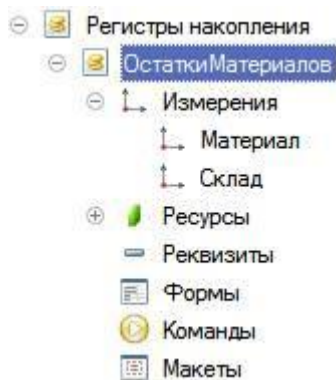 Регистры накопления
ОстаткиМатериалов
Измерения
Материал
Склад
Ресурсы
Реквизиты
Формы
Команды
Макеты